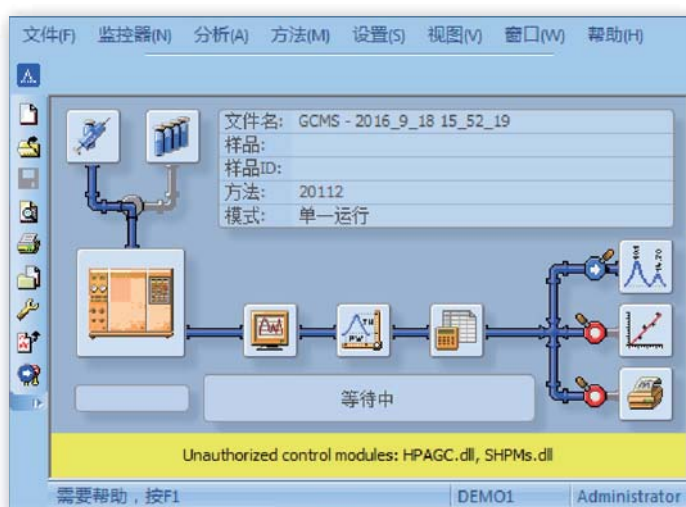 文件(F) 监控器(N) 分析(A) 方法(M) 设置(S) 视图(V) 窗口(W) 帮助(H)
文件名: GCMS - 2016_9_18 15_52_19
样品:
样品ID:
方法: 20112
模式: 单一运行
等待中
Unauthorized control modules: HPAGC.dll, SHPMs.dll
需要帮助，按F1 DEMO1 Administrator